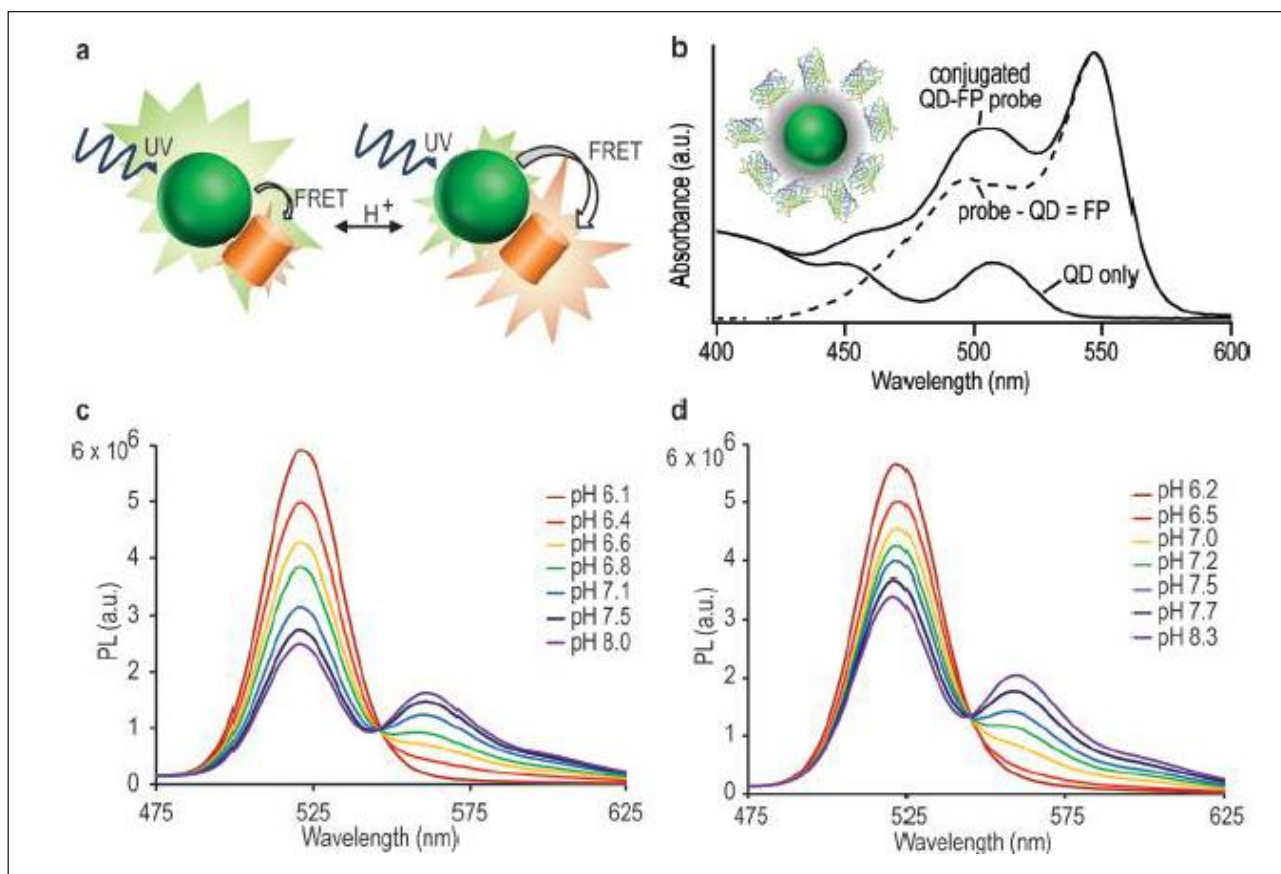 a
UV
FRET
H+
UV
FRET
b
conjugated
QD-FP probe
probe - QD = FP
QD only
Absorbance (a.u.)
400
450
500
550
600
Wavelength (nm)
c
6 x 10⁶
5
4
3
2
1
0
PL (a.u.)
pH 6.1
pH 6.4
pH 6.6
pH 6.8
pH 7.1
pH 7.5
pH 8.0
475
525
575
625
Wavelength (nm)
d
6 x 10⁶
5
4
3
2
1
0
PL (a.u.)
pH 6.2
pH 6.5
pH 7.0
pH 7.2
pH 7.5
pH 7.7
pH 8.3
475
525
575
625
Wavelength (nm)